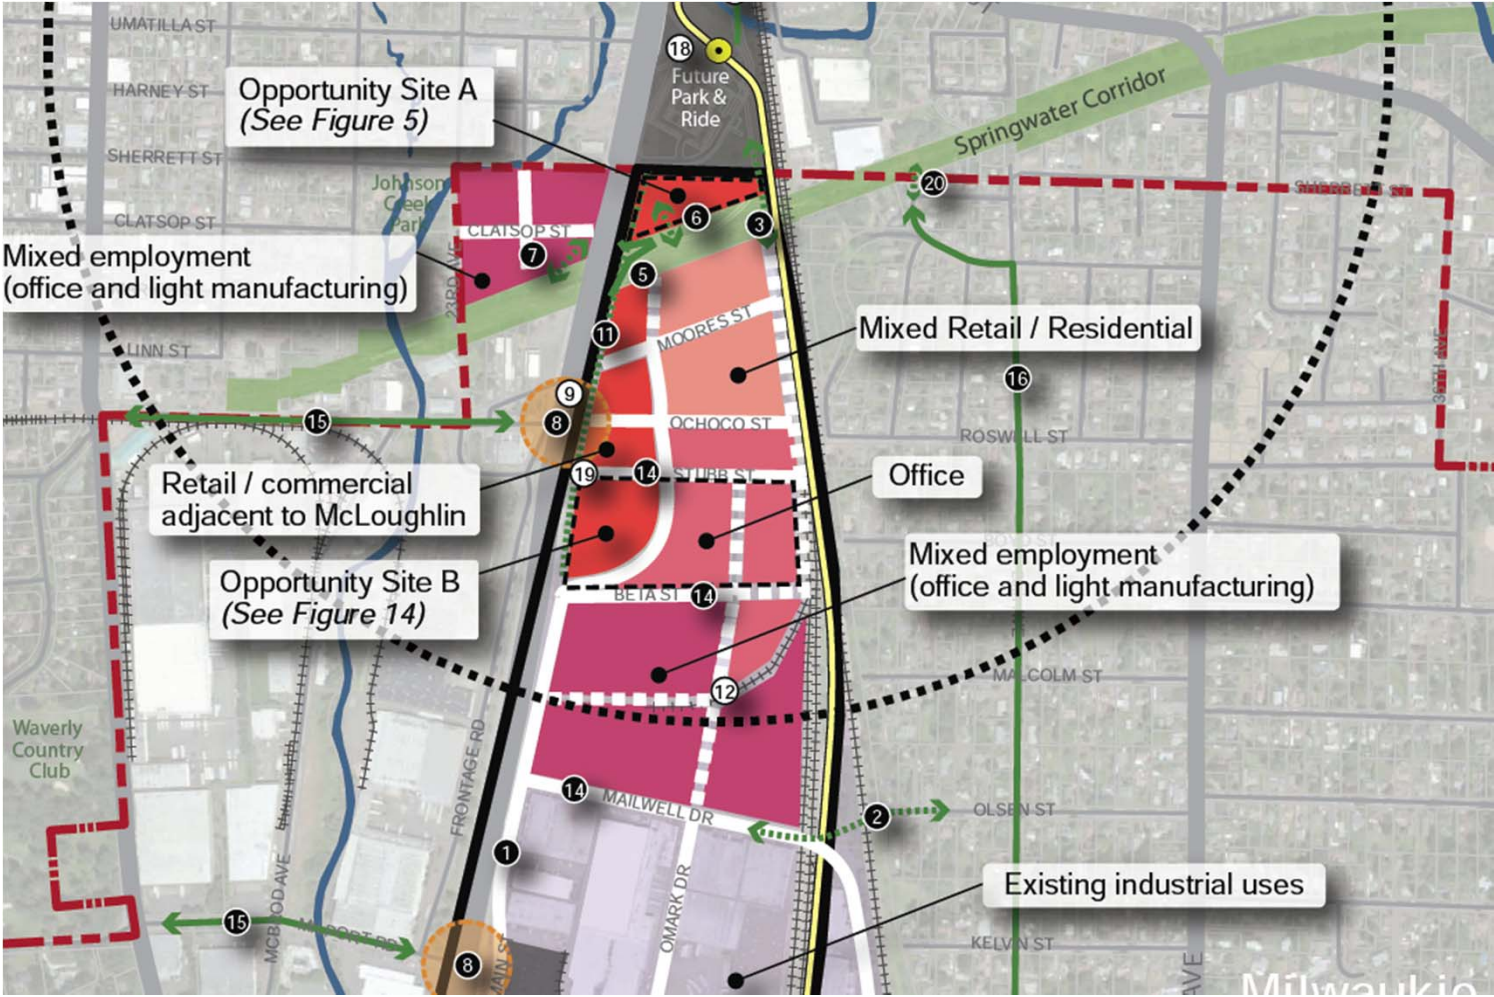 UMATILLA ST
18
Future
Park &
Ride
Opportunity Site A
(See Figure 5)
HARNEY ST
Springwater Corridor
SHERRETT ST
Johnson
Creek
Park
20
SHERRETT ST
6
3
CLATSOP ST
CLATSOP ST
7
Mixed employment
(office and light manufacturing)
23RD AVE
5
11
MOORES ST
Mixed Retail / Residential
LINN ST
16
9
8
15
OCHOCO ST
ROSWELL ST
Retail / commercial
adjacent to McLoughlin
19
14
STUBB ST
Office
Opportunity Site B
(See Figure 14)
BETA ST
14
Mixed employment
(office and light manufacturing)
MALCOLM ST
12
Waverly
Country
Club
FRONTAGE RD
14
MAILWELL DR
2
OLSEN ST
1
MCBROD AVE
OMARK DR
Existing industrial uses
15
KELVIN ST
8
MAIN ST
AVE
Milwaukie